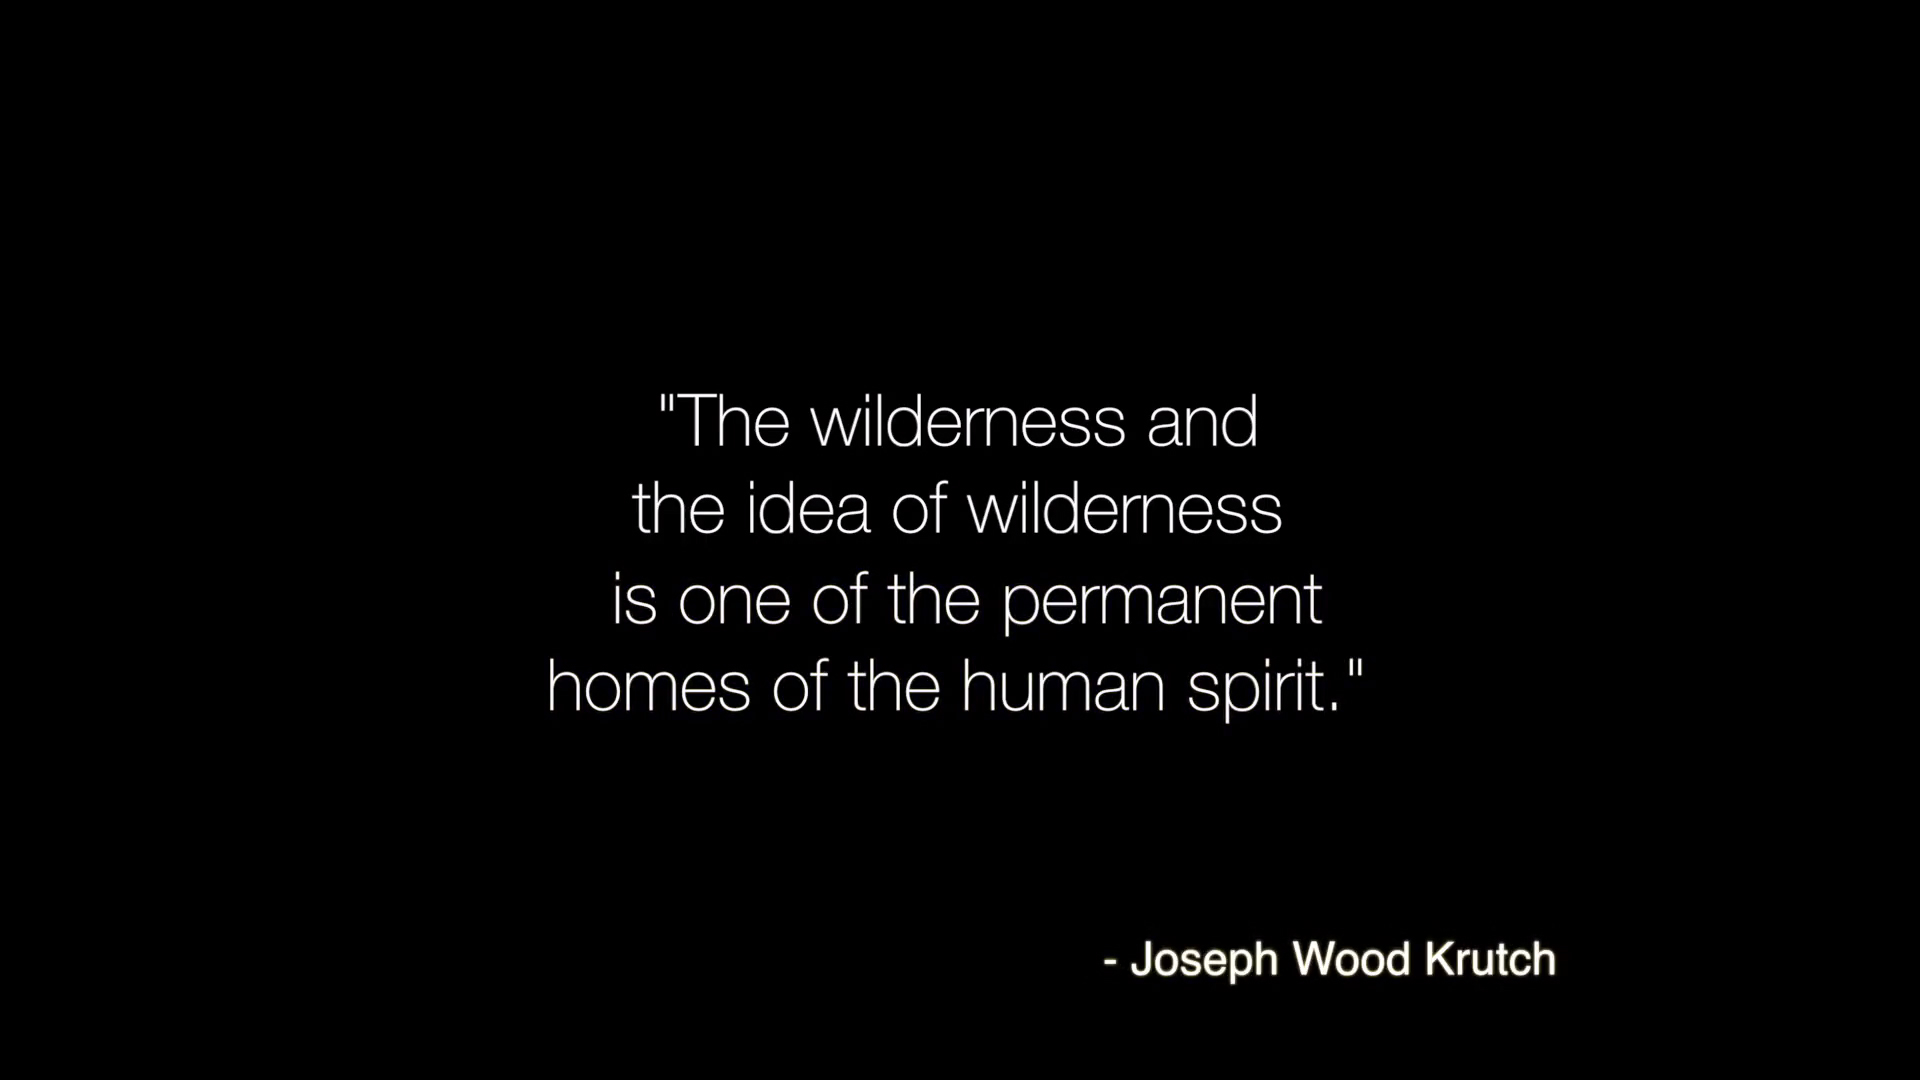 "The wilderness and
the idea of wilderness
is one of the permanent
homes of the human spirit."
- Joseph Wood Krutch